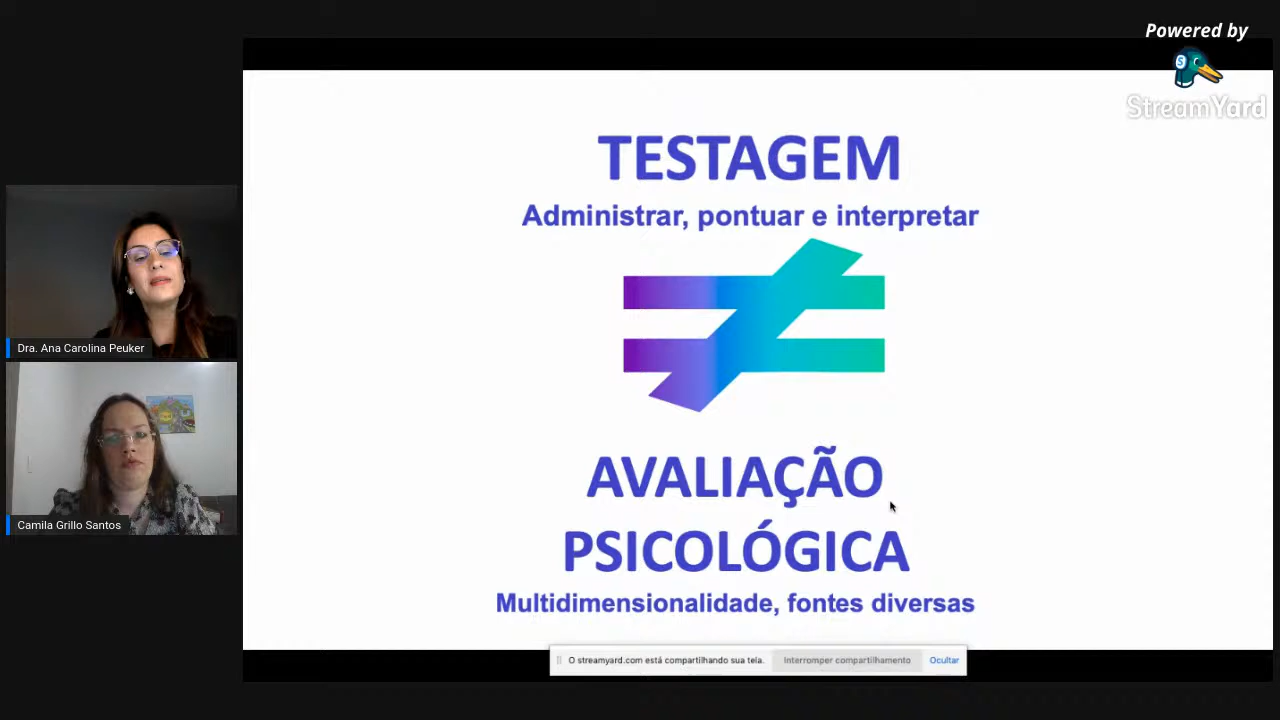 Powered by
StreamYard
TESTAGEM
Administrar, pontuar e interpretar
≠
AVALIAÇÃO
PSICOLÓGICA
Multidimensionalidade, fontes diversas
Dra. Ana Carolina Peuker
Camila Grillo Santos
O streamyard.com está compartilhando sua tela. Interromper compartilhamento Ocultar